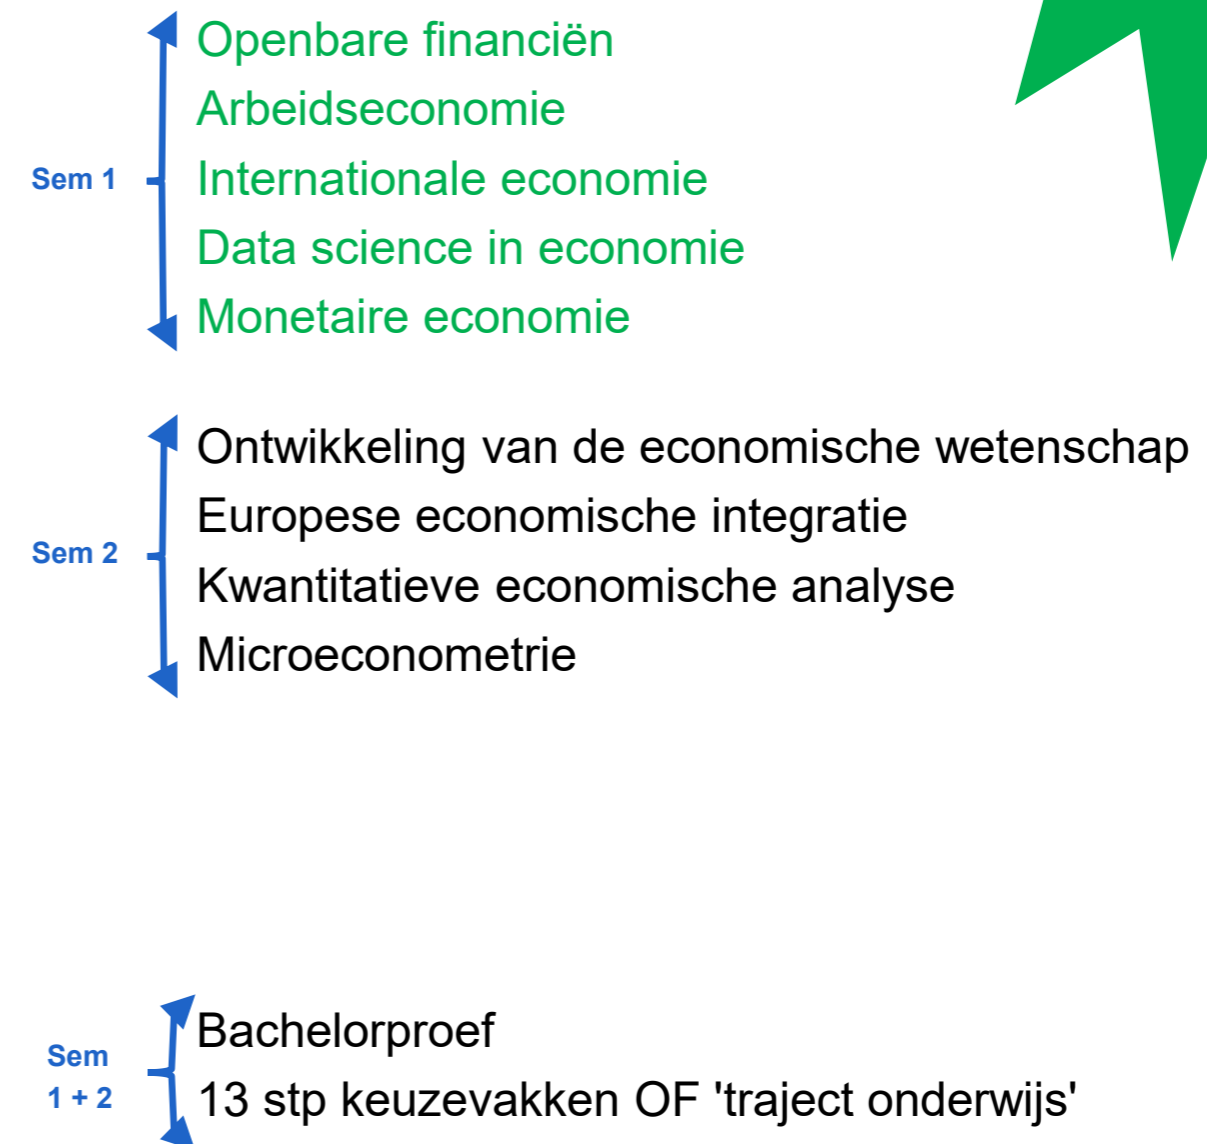 Openbare financiën
Arbeidseconomie
Sem 1
Internationale economie
Data science in economie
Monetaire economie
Ontwikkeling van de economische wetenschap
Europese economische integratie
Sem 2
Kwantitatieve economische analyse
Microeconometrie
Bachelorproef
Sem
1 + 2
13 stp keuzevakken OF 'traject onderwijs'